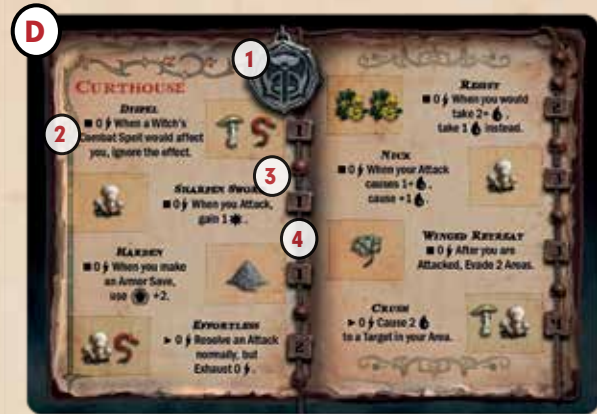 D
1
CURTHOUSE
DISPEL
■ 0 When a Witch's
Combat Spell would affect
you, ignore the effect.
2
1
3
SHARPEN SWORD
■ 0 When you Attack,
gain 1.
1
4
HARDEN
■ 0 When you make
an Armor Save,
use +2.
1
EFFORTLESS
► 0 Resolve an Attack
normally, but
Exhaust 0.
2
RESIST
■ 0 When you would
take 2+,
take 1 instead.
2
NICK
■ 0 When your Attack
causes 1+,
cause +1.
WINGED RETREAT
■ 0 After you are
Attacked, Evade 2 Areas.
CRUSH
► 0 Cause 2
to a Target in your Area.
4